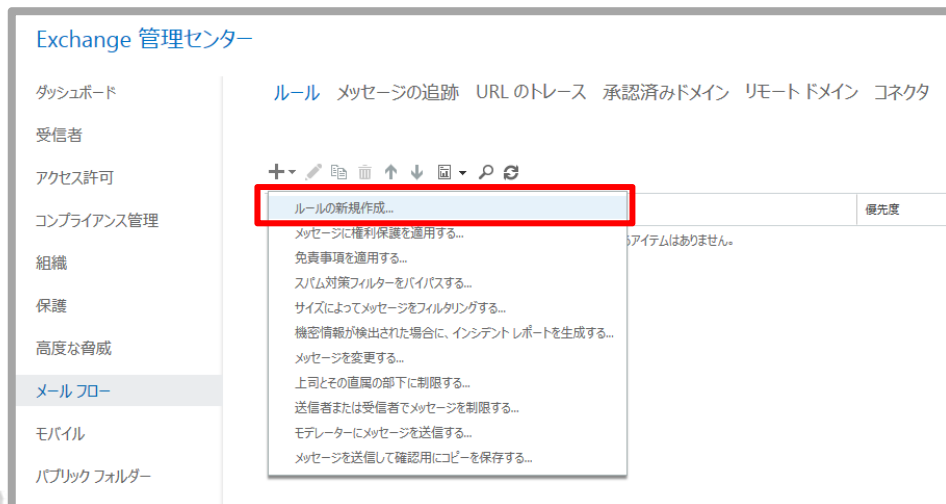 Exchange 管理センター
ダッシュボード
受信者
アクセス許可
コンプライアンス管理
組織
保護
高度な脅威
メール フロー
モバイル
パブリック フォルダー
ルール メッセージの追跡 URL のトレース 承認済みドメイン リモート ドメイン コネクタ
ルールの新規作成...
優先度
メッセージに権利保護を適用する...
アイテムはありません。
免責事項を適用する...
スパム対策フィルターをバイパスする...
サイズによってメッセージをフィルタリングする...
機密情報が検出された場合に、インシデント レポートを生成する...
メッセージを変更する...
上司とその直属の部下に制限する...
送信者または受信者でメッセージを制限する...
モデレーターにメッセージを送信する...
メッセージを送信して確認用にコピーを保存する...